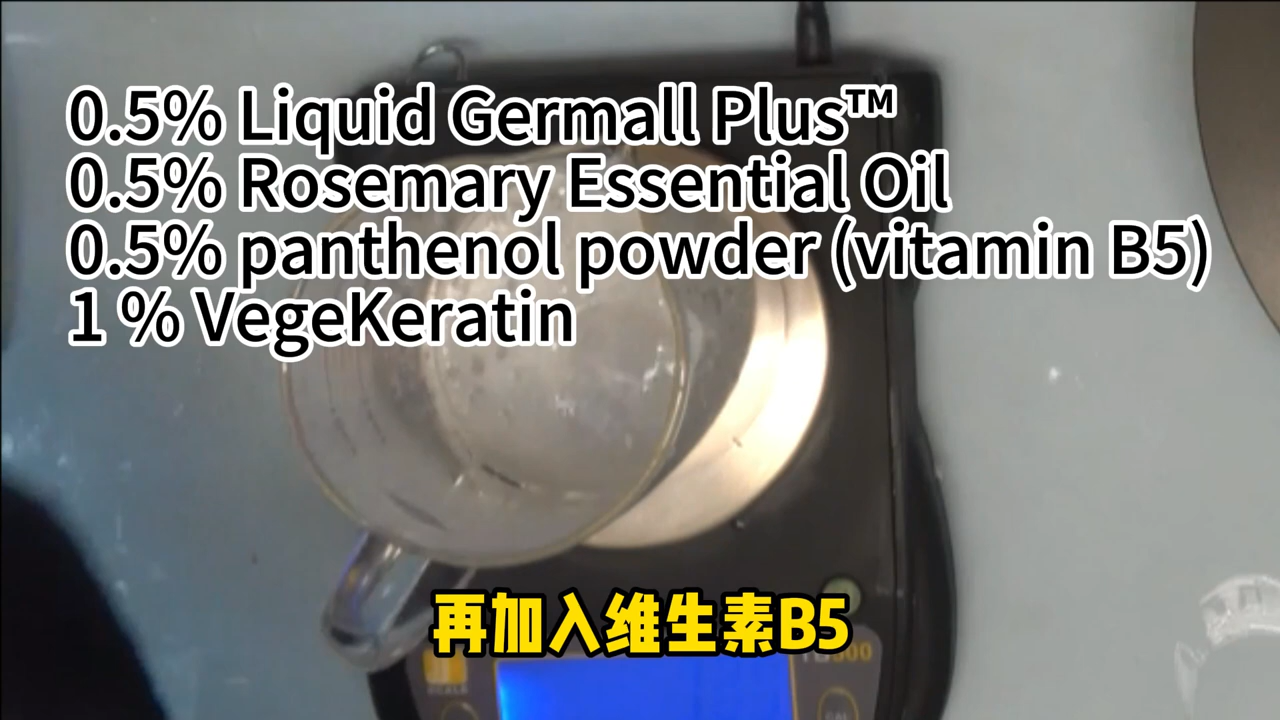 0.5% Liquid Germall Plus™
0.5% Rosemary Essential Oil
0.5% panthenol powder (vitamin B5)
1 % VegeKeratin
再加入维生素B5